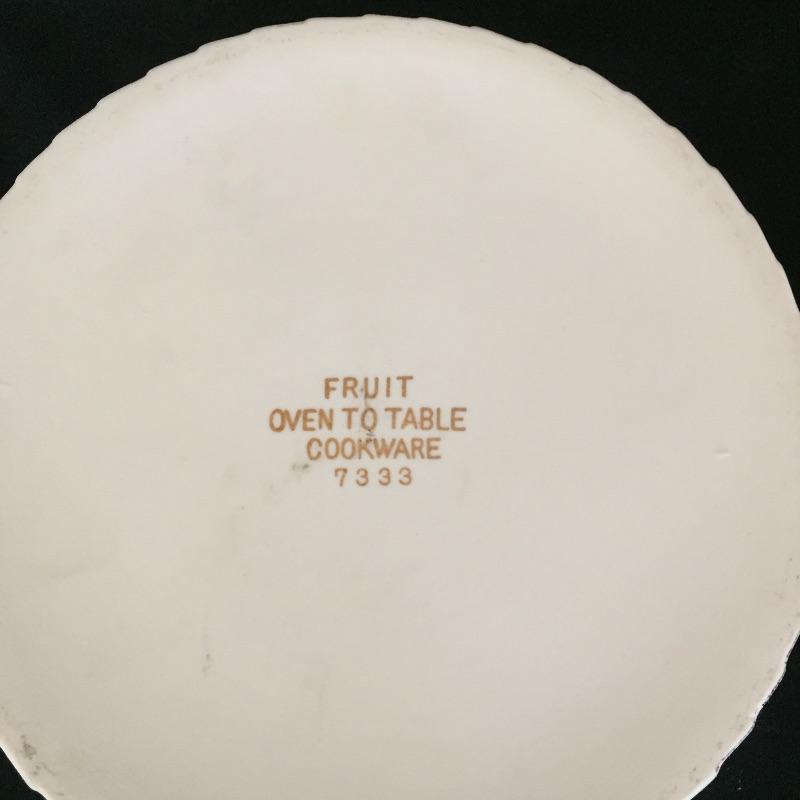 FRUIT
OVEN TO TABLE
COOKWARE
7333